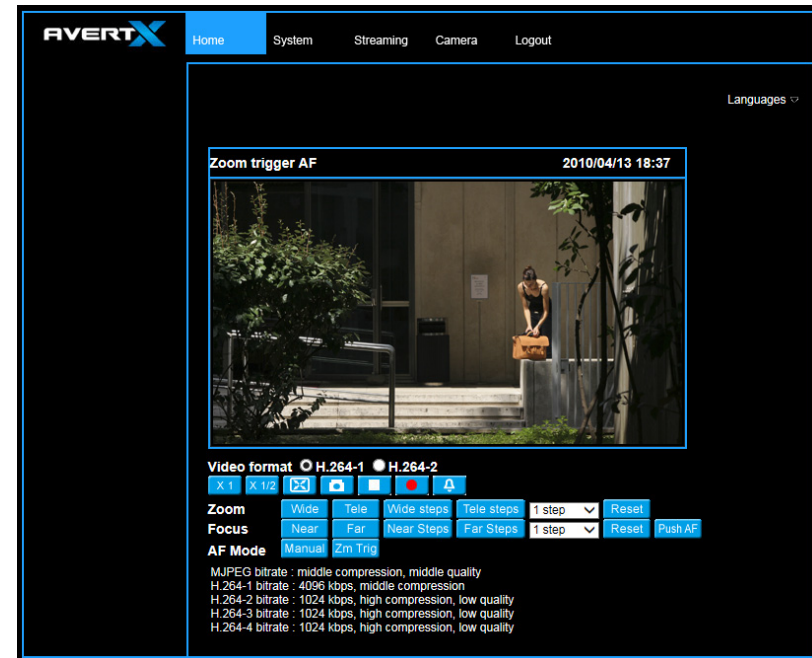 AVERTX
Home System Streaming Camera Logout
Languages
Zoom trigger AF 2010/04/13 18:37
Video format H.264-1 H.264-2
X 1 X 1/2
Zoom Wide Tele Wide steps Tele steps 1 step Reset
Focus Near Far Near Steps Far Steps 1 step Reset Push AF
AF Mode Manual Zm Trig
MJPEG bitrate : middle compression, middle quality
H.264-1 bitrate : 4096 kbps, middle compression
H.264-2 bitrate : 1024 kbps, high compression, low quality
H.264-3 bitrate : 1024 kbps, high compression, low quality
H.264-4 bitrate : 1024 kbps, high compression, low quality